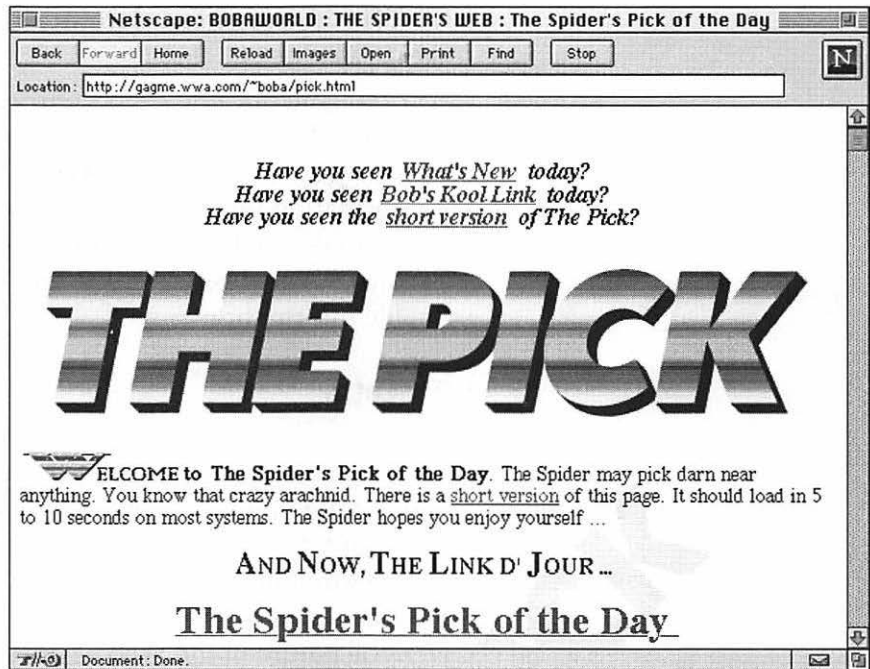 Netscape: BOBAWORLD : THE SPIDER'S WEB : The Spider's Pick of the Day
Back Forward Home Reload Images Open Print Find Stop
N
Location: http://gagme.wwa.com/~boba/pick.html
Have you seen What's New today?
Have you seen Bob's Kool Link today?
Have you seen the short version of The Pick?
THE PICK
WELCOME to The Spider's Pick of the Day. The Spider may pick darn near
anything. You know that crazy arachnid. There is a short version of this page. It should load in 5
to 10 seconds on most systems. The Spider hopes you enjoy yourself ...
AND NOW, THE LINK D' JOUR ...
The Spider's Pick of the Day
Document: Done.